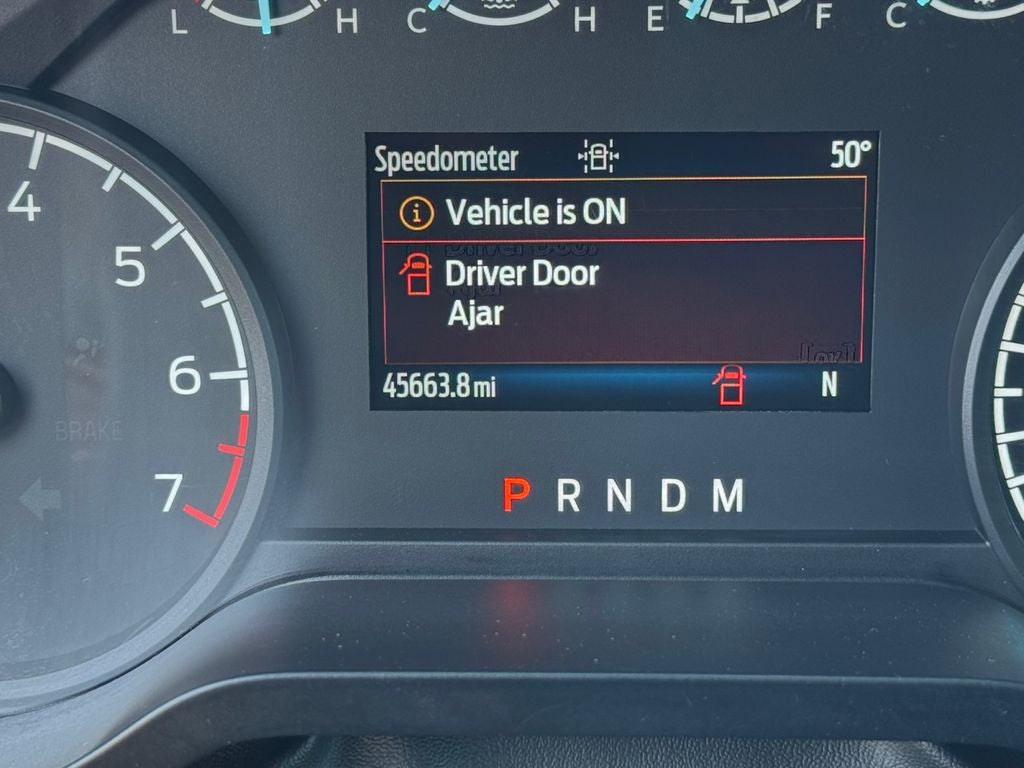 L H C H E F C
4
5
6
7
BRAKE
Speedometer 50°
Vehicle is ON
Driver Door
Ajar
45663.8 mi N
P R N D M